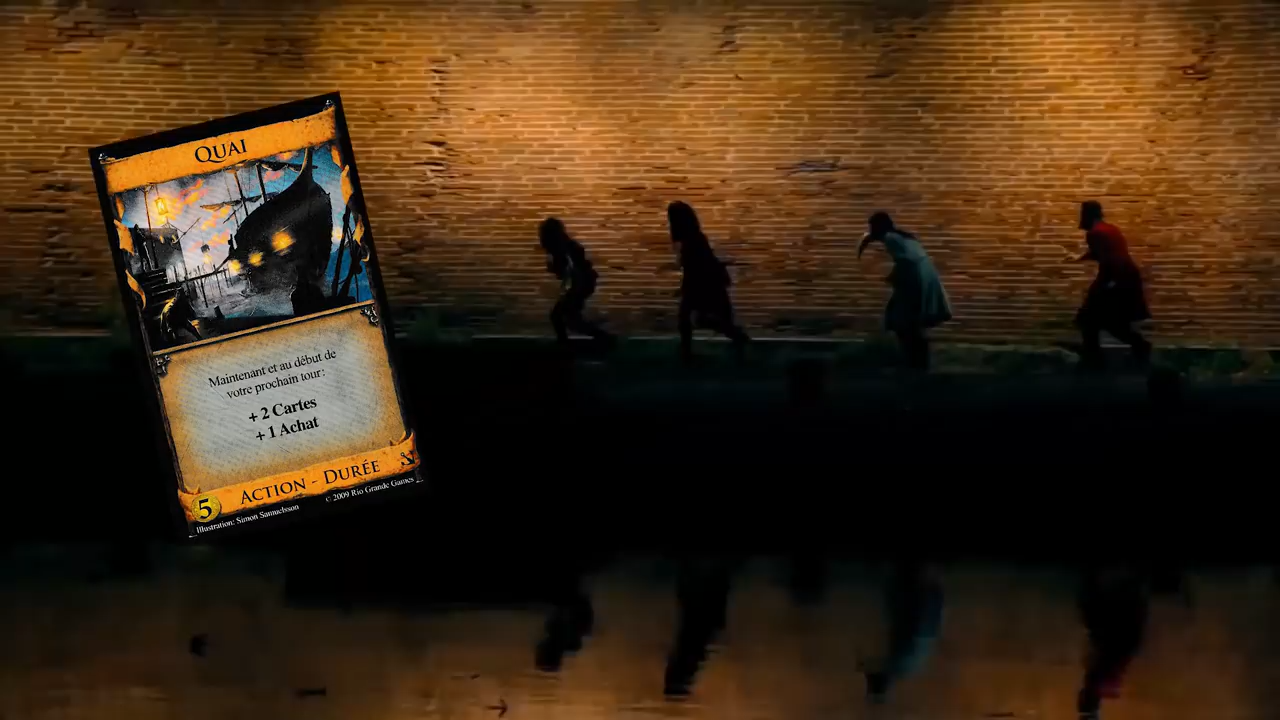 QUAI
Maintenant et au début de
votre prochain tour :
+ 2 Cartes
+ 1 Achat
ACTION - DURÉE
5
Illustration: Simon Samuelsson
© 2009 Rio Grande Games